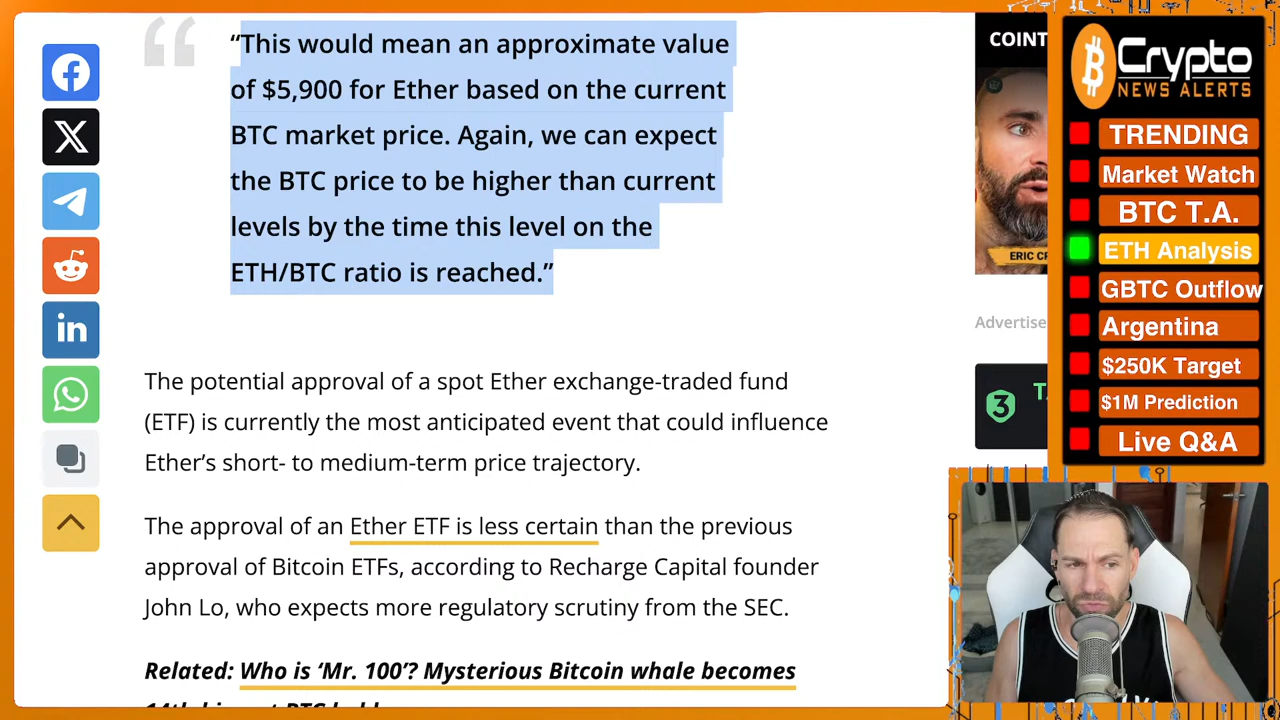 “This would mean an approximate value
of $5,900 for Ether based on the current
BTC market price. Again, we can expect
the BTC price to be higher than current
levels by the time this level on the
ETH/BTC ratio is reached.”
The potential approval of a spot Ether exchange-traded fund
(ETF) is currently the most anticipated event that could influence
Ether’s short- to medium-term price trajectory.
The approval of an Ether ETF is less certain than the previous
approval of Bitcoin ETFs, according to Recharge Capital founder
John Lo, who expects more regulatory scrutiny from the SEC.
Related: Who is ‘Mr. 100’? Mysterious Bitcoin whale becomes
COINT
ERIC CR
Advertise
3
Crypto
NEWS ALERTS
TRENDING
Market Watch
BTC T.A.
ETH Analysis
GBTC Outflow
Argentina
$250K Target
$1M Prediction
Live Q&A